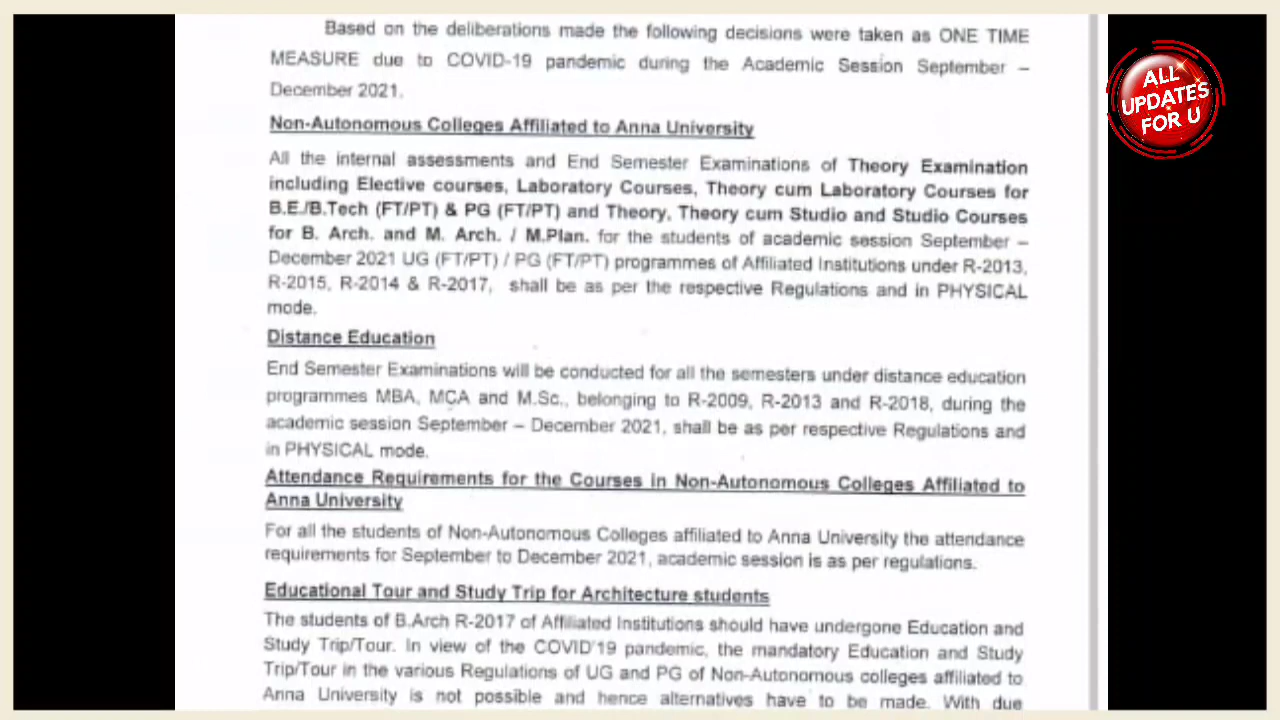 Based on the deliberations made the following decisions were taken as ONE TIME
MEASURE due to COVID-19 pandemic during the Academic Session September –
December 2021.
Non-Autonomous Colleges Affiliated to Anna University
All the internal assessments and End Semester Examinations of Theory Examination
including Elective courses, Laboratory Courses, Theory cum Laboratory Courses for
B.E./B.Tech (FT/PT) & PG (FT/PT) and Theory, Theory cum Studio and Studio Courses
for B. Arch. and M. Arch. / M.Plan. for the students of academic session September –
December 2021 UG (FT/PT) / PG (FT/PT) programmes of Affiliated Institutions under R-2013,
R-2015, R-2014 & R-2017, shall be as per the respective Regulations and in PHYSICAL
mode.
Distance Education
End Semester Examinations will be conducted for all the semesters under distance education
programmes MBA, MCA and M.Sc., belonging to R-2009, R-2013 and R-2018, during the
academic session September – December 2021, shall be as per respective Regulations and
in PHYSICAL mode.
Attendance Requirements for the Courses in Non-Autonomous Colleges Affiliated to
Anna University
For all the students of Non-Autonomous Colleges affiliated to Anna University the attendance
requirements for September to December 2021, academic session is as per regulations.
Educational Tour and Study Trip for Architecture students
The students of B.Arch R-2017 of Affiliated Institutions should have undergone Education and
Study Trip/Tour. In view of the COVID'19 pandemic, the mandatory Education and Study
Trip/Tour in the various Regulations of UG and PG of Non-Autonomous colleges affiliated to
Anna University is not possible and hence alternatives have to be made. With due
ALL
UPDATES
FOR U